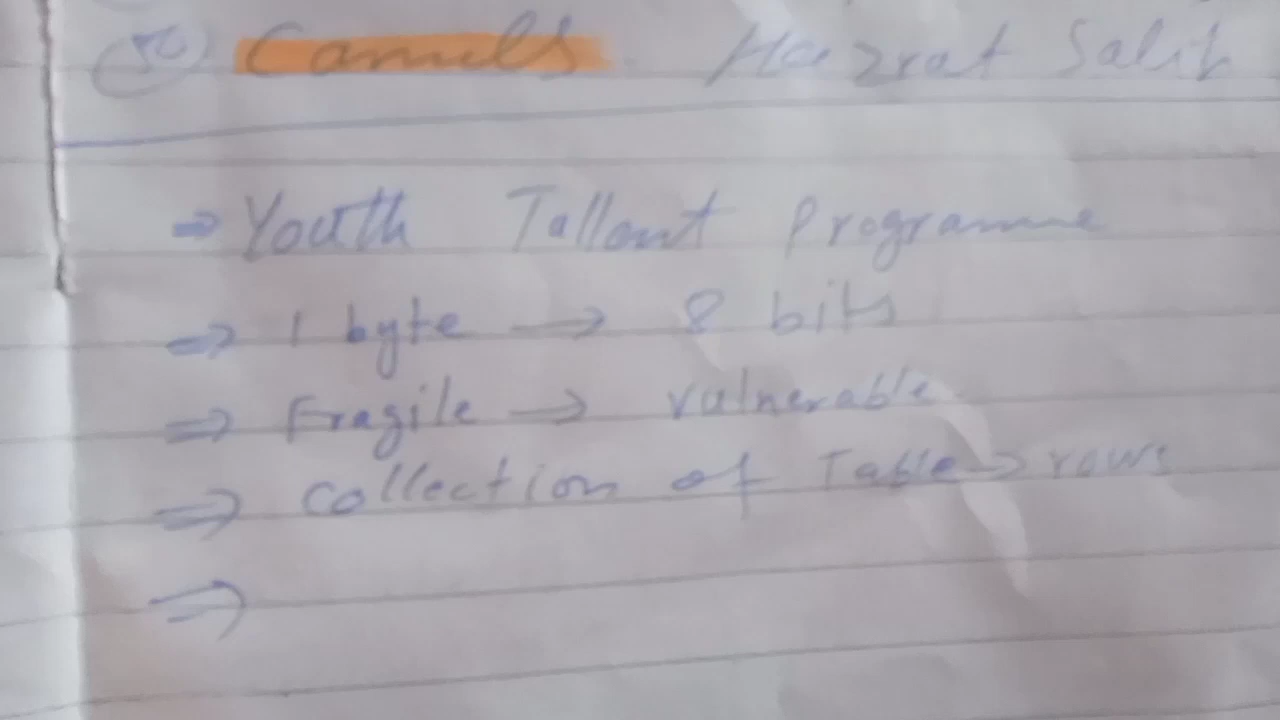 50 Camels. Hazrat Salih
⇒ Youth Tallent Programme
⇒ 1 byte → 8 bits
⇒ Fragile → vulnerable
⇒ Collection of Table → rows
⇒